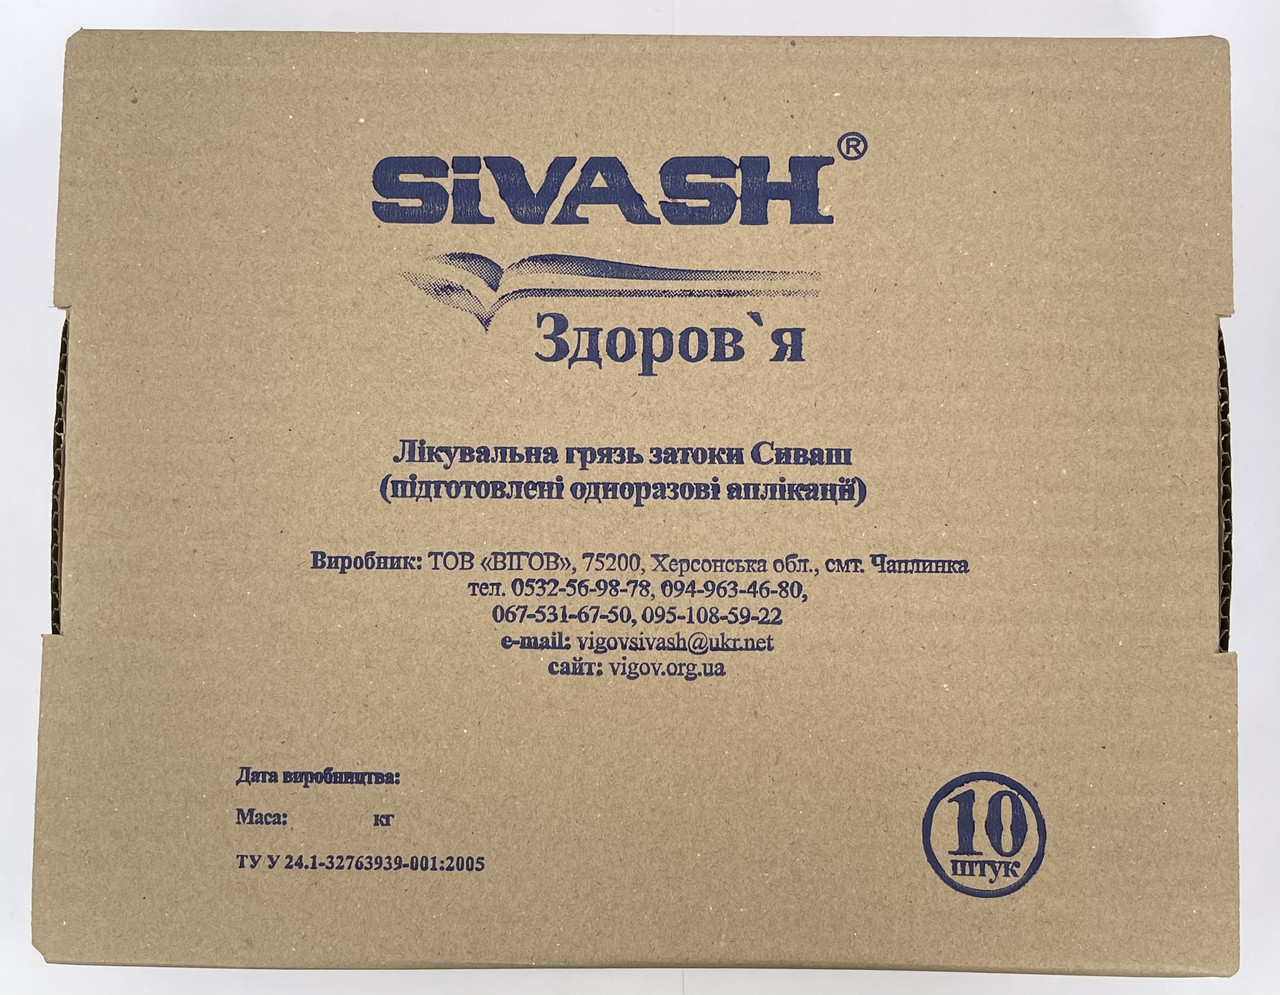 SiVASH®
Здоров`я
Лікувальна грязь затоки Сиваш
(підготовлені одноразові аплікації)
Виробник: ТОВ «ВІГОВ», 75200, Херсонська обл., смт. Чаплинка
тел. 0532-56-98-78, 094-963-46-80,
067-531-67-50, 095-108-59-22
e-mail: vigovsivash@ukr.net
сайт: vigov.org.ua
Дата виробництва:
Маса: кг
ТУ У 24.1-32763939-001:2005
10
штук